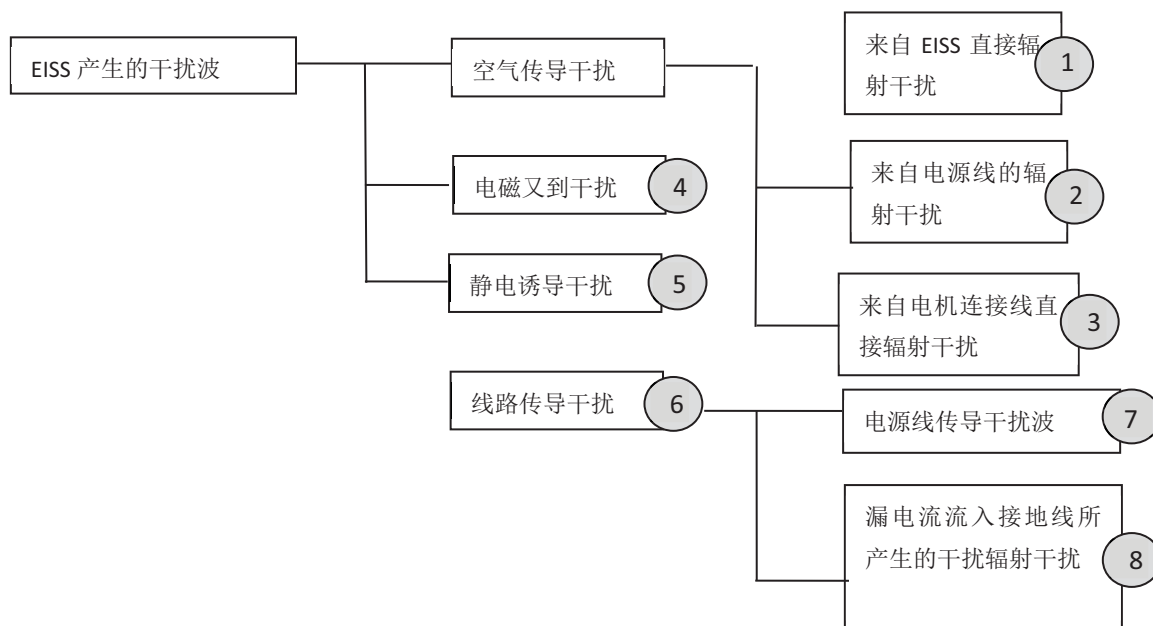 EISS 产生的干扰波
空气传导干扰
来自 EISS 直接辐
射干扰
1
来自电源线的辐
射干扰
2
电磁又到干扰
4
静电诱导干扰
5
来自电机连接线直
接辐射干扰
3
线路传导干扰
6
电源线传导干扰波
7
漏电流流入接地线所
产生的干扰辐射干扰
8